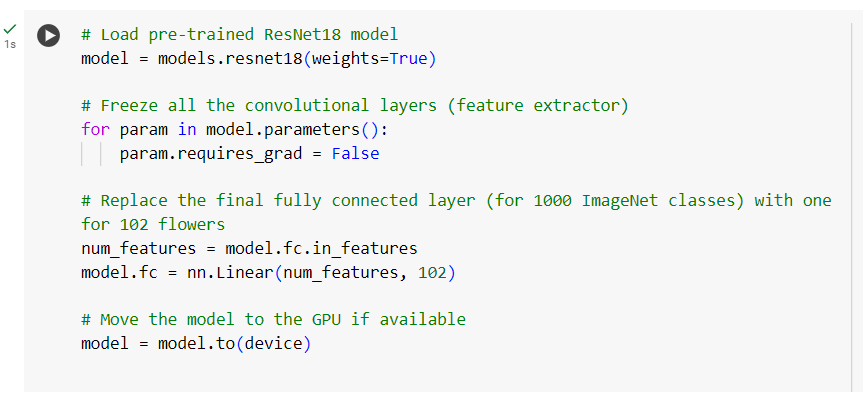 1s
# Load pre-trained ResNet18 model
model = models.resnet18(weights=True)
# Freeze all the convolutional layers (feature extractor)
for param in model.parameters():
param.requires_grad = False
# Replace the final fully connected layer (for 1000 ImageNet classes) with one
for 102 flowers
num_features = model.fc.in_features
model.fc = nn.Linear(num_features, 102)
# Move the model to the GPU if available
model = model.to(device)